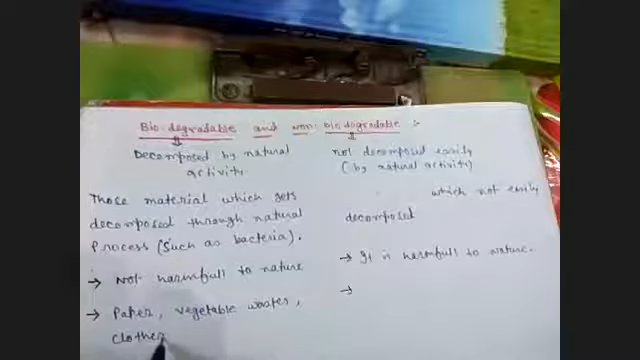 Bio-degradable and non-biodegradable :-
Decomposed by natural
activity.
not decomposed easily
(by natural activity)
Those material which gets
decomposed through natural
Process (Such as bacteria).
→ Not harmfull to nature
→ Paper, vegetable wastes,
clothes
which not easily
decomposed
→ It is harmfull to nature.
→